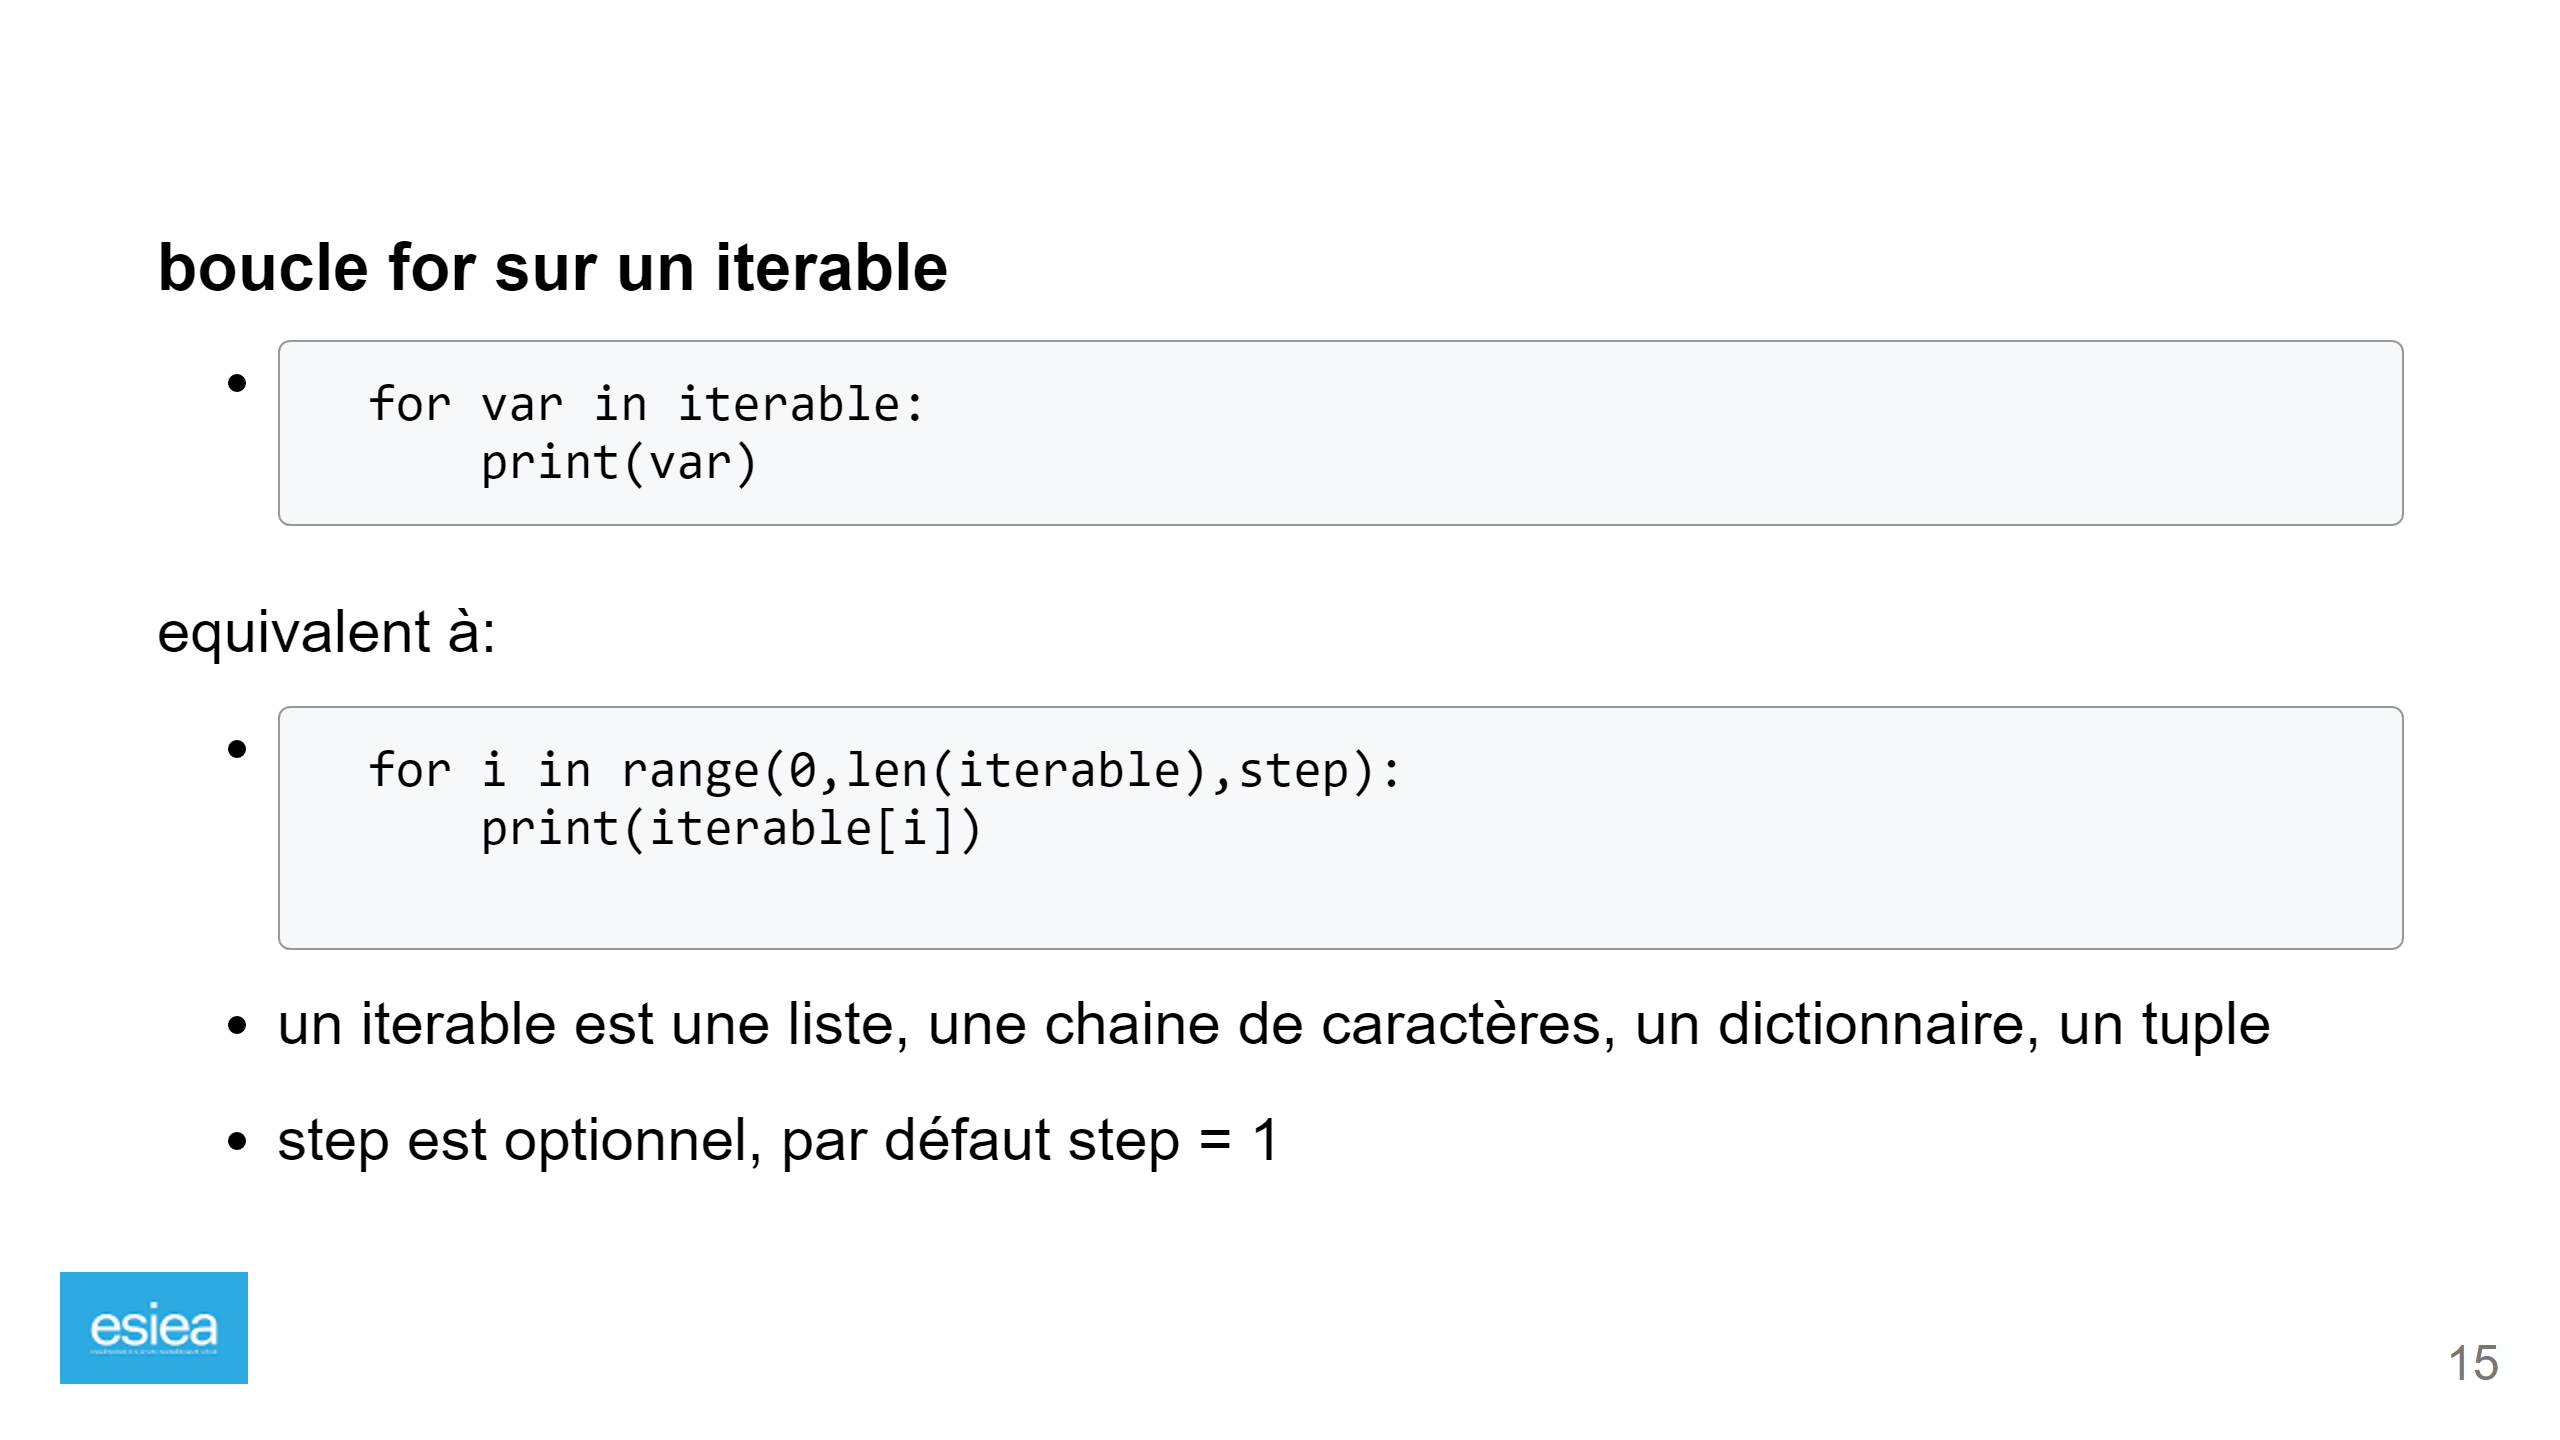 boucle for sur un iterable
for var in iterable:
print(var)
equivalent à:
for i in range(0,len(iterable),step):
print(iterable[i])
un iterable est une liste, une chaine de caractères, un dictionnaire, un tuple
step est optionnel, par défaut step = 1
esiea
15